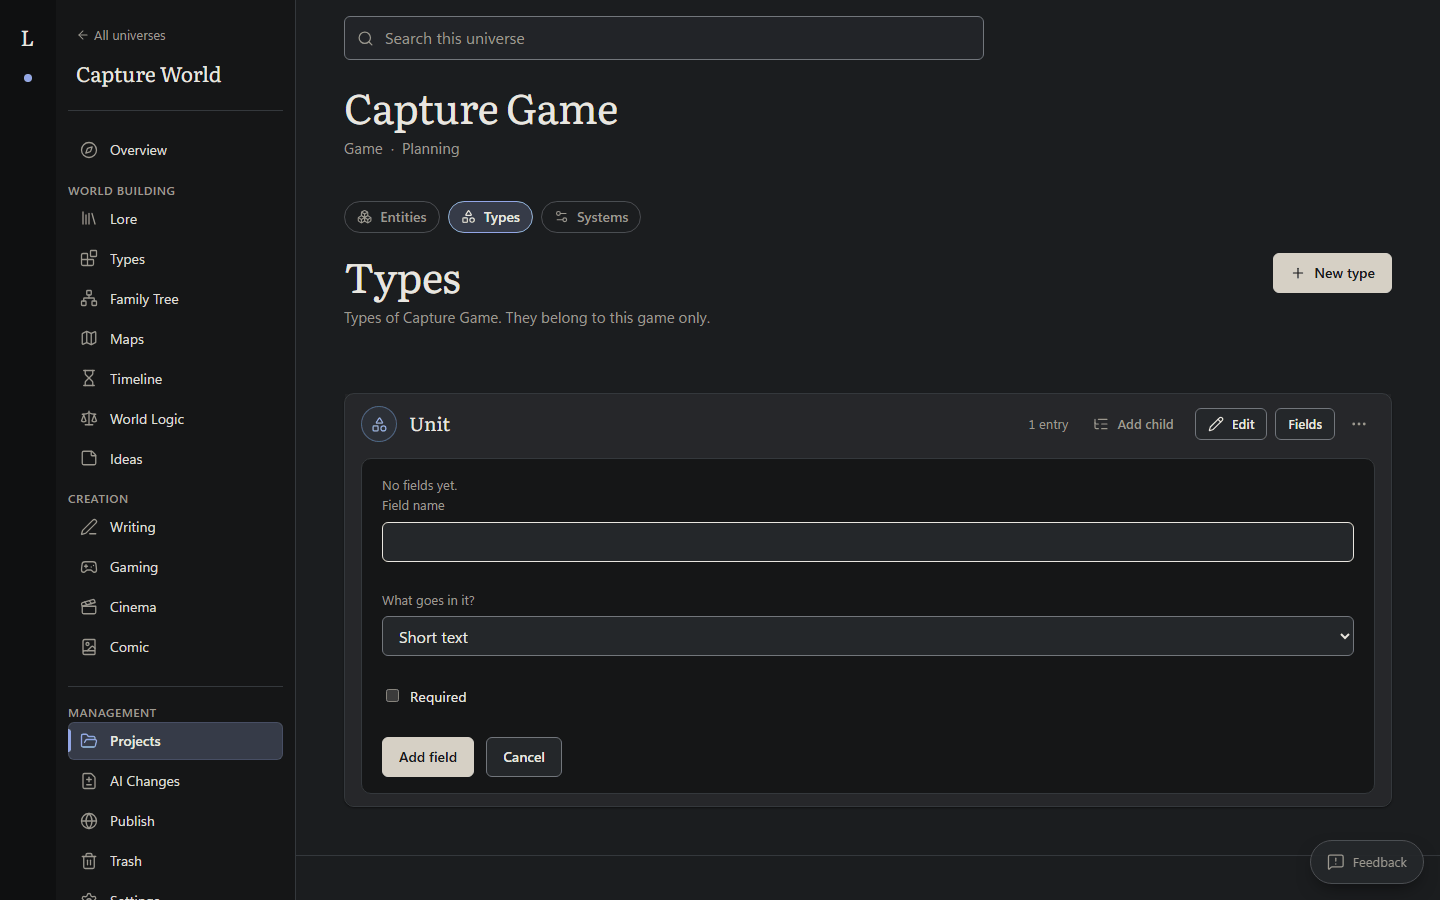 L
All universes
Capture World
Overview
WORLD BUILDING
Lore
Types
Family Tree
Maps
Timeline
World Logic
Ideas
CREATION
Writing
Gaming
Cinema
Comic
MANAGEMENT
Projects
AI Changes
Publish
Trash
Settings
Search this universe
Capture Game
Game · Planning
Entities
Types
Systems
Types
New type
Types of Capture Game. They belong to this game only.
Unit
1 entry
Add child
Edit
Fields
No fields yet.
Field name
What goes in it?
Short text
Required
Add field
Cancel
Feedback